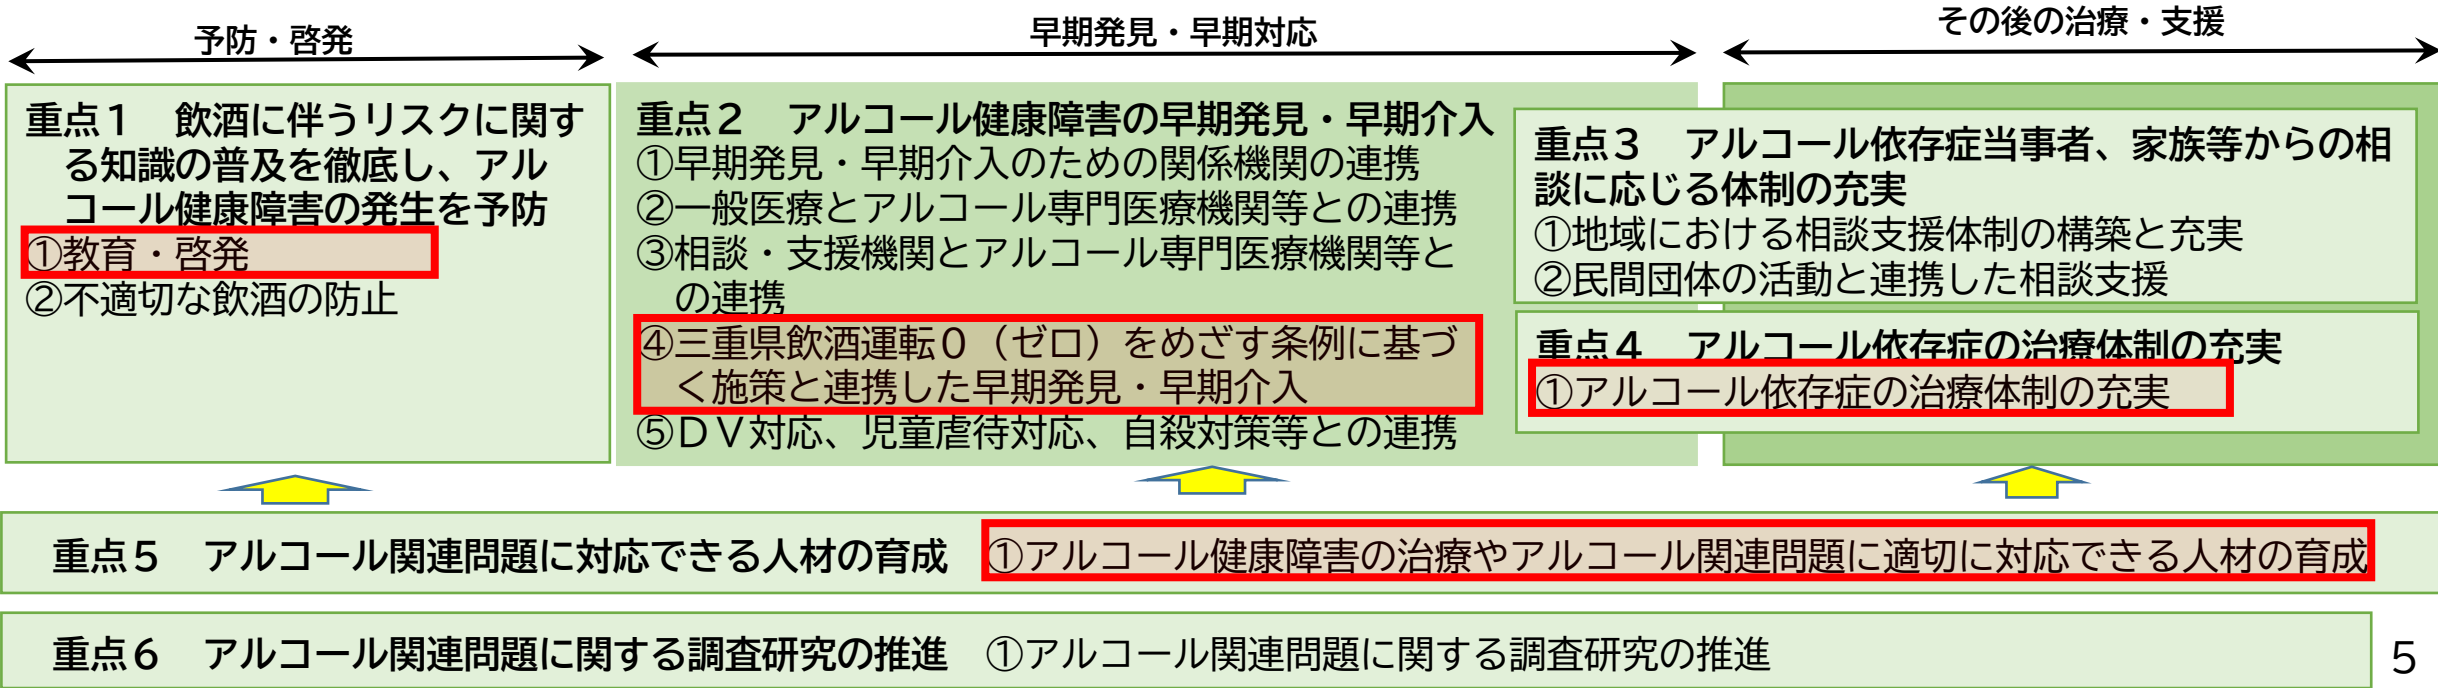 予防・啓発
早期発見・早期対応
その後の治療・支援
重点１　飲酒に伴うリスクに関す
る知識の普及を徹底し、アル
コール健康障害の発生を予防
①教育・啓発
②不適切な飲酒の防止
重点２　アルコール健康障害の早期発見・早期介入
①早期発見・早期介入のための関係機関の連携
②一般医療とアルコール専門医療機関等との連携
③相談・支援機関とアルコール専門医療機関等と
の連携
④三重県飲酒運転０（ゼロ）をめざす条例に基づ
く施策と連携した早期発見・早期介入
⑤ＤＶ対応、児童虐待対応、自殺対策等との連携
重点３　アルコール依存症当事者、家族等からの相
談に応じる体制の充実
①地域における相談支援体制の構築と充実
②民間団体の活動と連携した相談支援
重点４　アルコール依存症の治療体制の充実
①アルコール依存症の治療体制の充実
重点５　アルコール関連問題に対応できる人材の育成　①アルコール健康障害の治療やアルコール関連問題に適切に対応できる人材の育成
重点６　アルコール関連問題に関する調査研究の推進　①アルコール関連問題に関する調査研究の推進
5